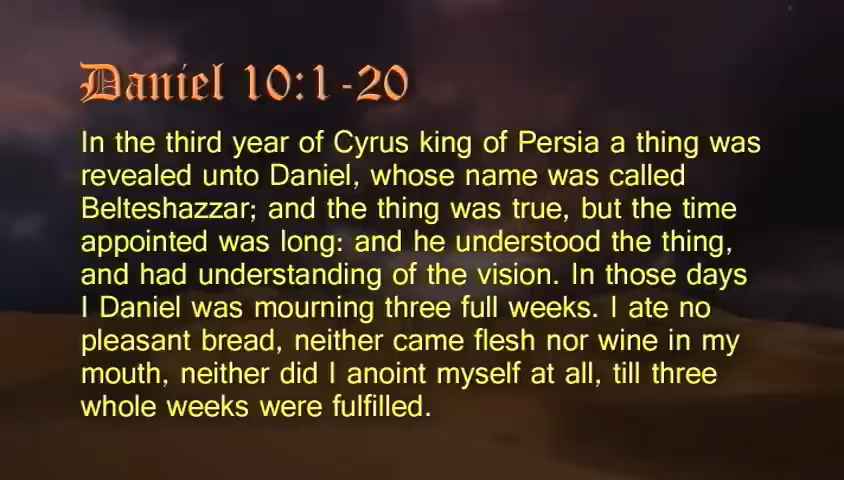 Daniel 10:1-20
In the third year of Cyrus king of Persia a thing was
revealed unto Daniel, whose name was called
Belteshazzar; and the thing was true, but the time
appointed was long: and he understood the thing,
and had understanding of the vision. In those days
I Daniel was mourning three full weeks. I ate no
pleasant bread, neither came flesh nor wine in my
mouth, neither did I anoint myself at all, till three
whole weeks were fulfilled.